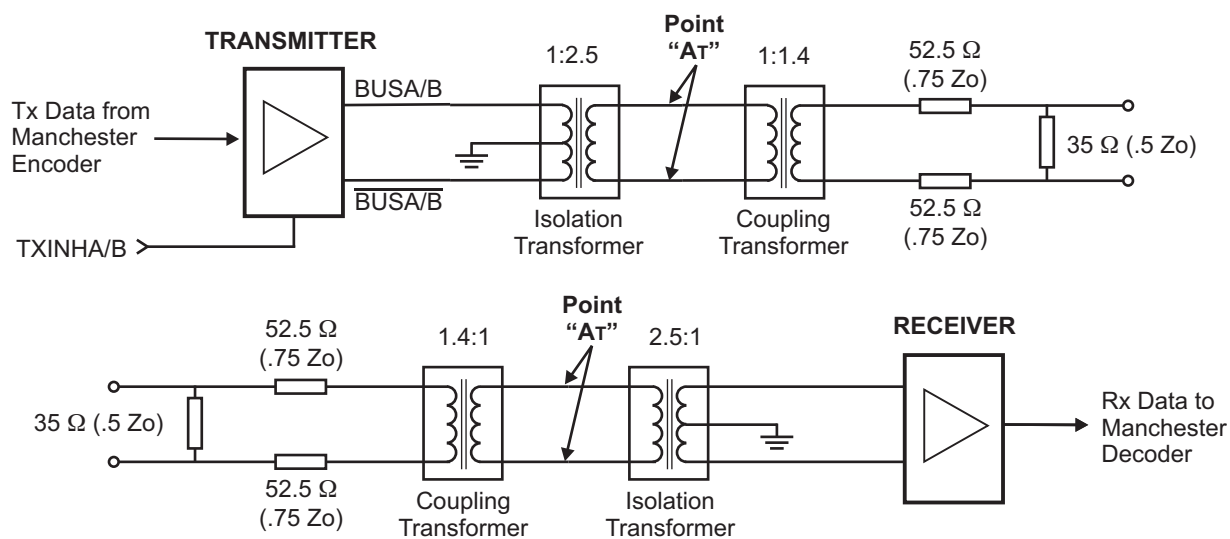 TRANSMITTER
Tx Data from
Manchester
Encoder
TXINHA/B
BUSA/B
BUSA/B
1:2.5
Isolation
Transformer
Point
“AT”
1:1.4
Coupling
Transformer
52.5 Ω
(.75 Zo)
35 Ω (.5 Zo)
52.5 Ω
(.75 Zo)
35 Ω (.5 Zo)
52.5 Ω
(.75 Zo)
52.5 Ω
(.75 Zo)
1.4:1
Coupling
Transformer
Point
“AT”
2.5:1
Isolation
Transformer
RECEIVER
Rx Data to
Manchester
Decoder